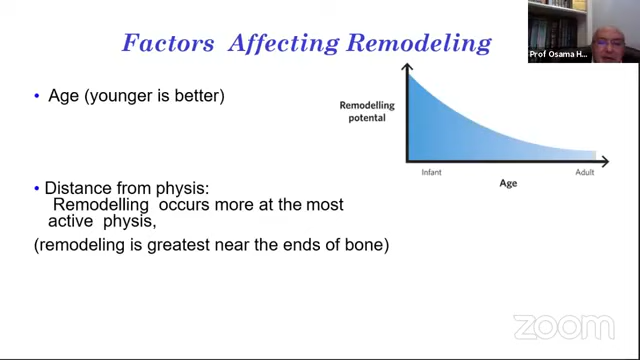 Factors Affecting Remodeling
Prof Osama H...
• Age (younger is better)
Remodelling
potental
Infant
Adult
Age
• Distance from physis:
Remodelling occurs more at the most
active physis,
(remodeling is greatest near the ends of bone)
zoom